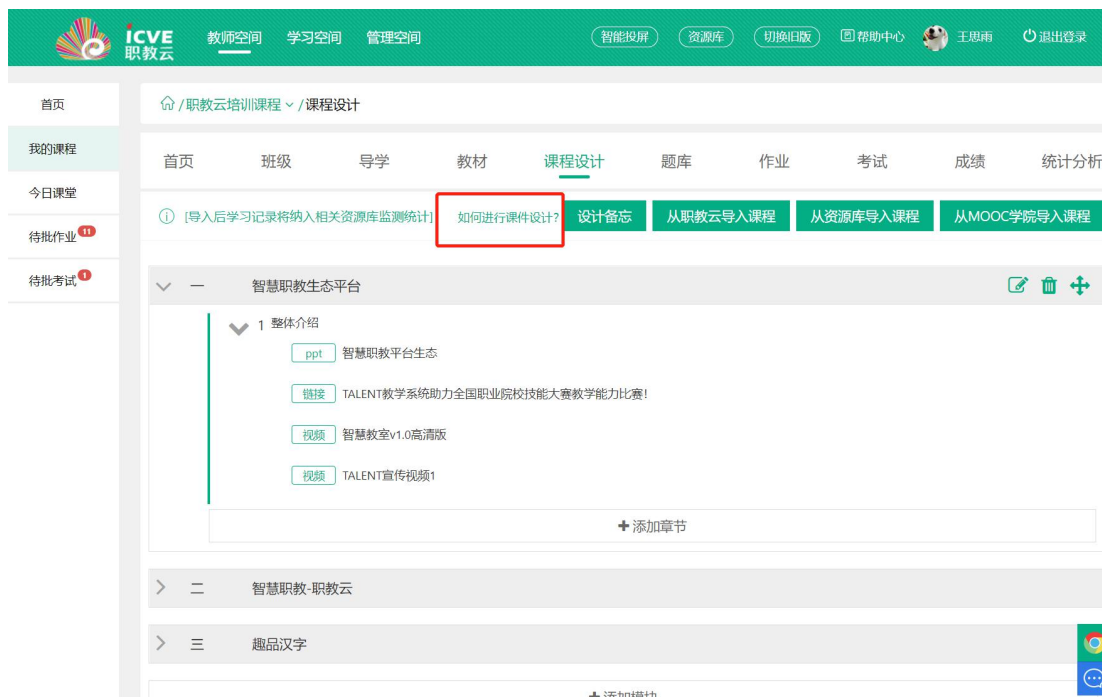 iCVE
职教云
教师空间 学习空间 管理空间 智能投屏 资源库 切换旧版 帮助中心 王思雨 退出登录
首页
我的课程
今日课堂
待批作业 11
待批考试 1
/职教云培训课程 /课程设计
首页 班级 导学 教材 课程设计 题库 作业 考试 成绩 统计分析
[导入后学习记录将纳入相关资源库监测统计] 如何进行课件设计? 设计备忘 从职教云导入课程 从资源库导入课程 从MOOC学院导入课程
一 智慧职教生态平台
1 整体介绍
ppt 智慧职教平台生态
链接 TALENT教学系统助力全国职业院校技能大赛教学能力比赛!
视频 智慧教室v1.0高清版
视频 TALENT宣传视频1
添加章节
二 智慧职教-职教云
三 趣品汉字
添加模块